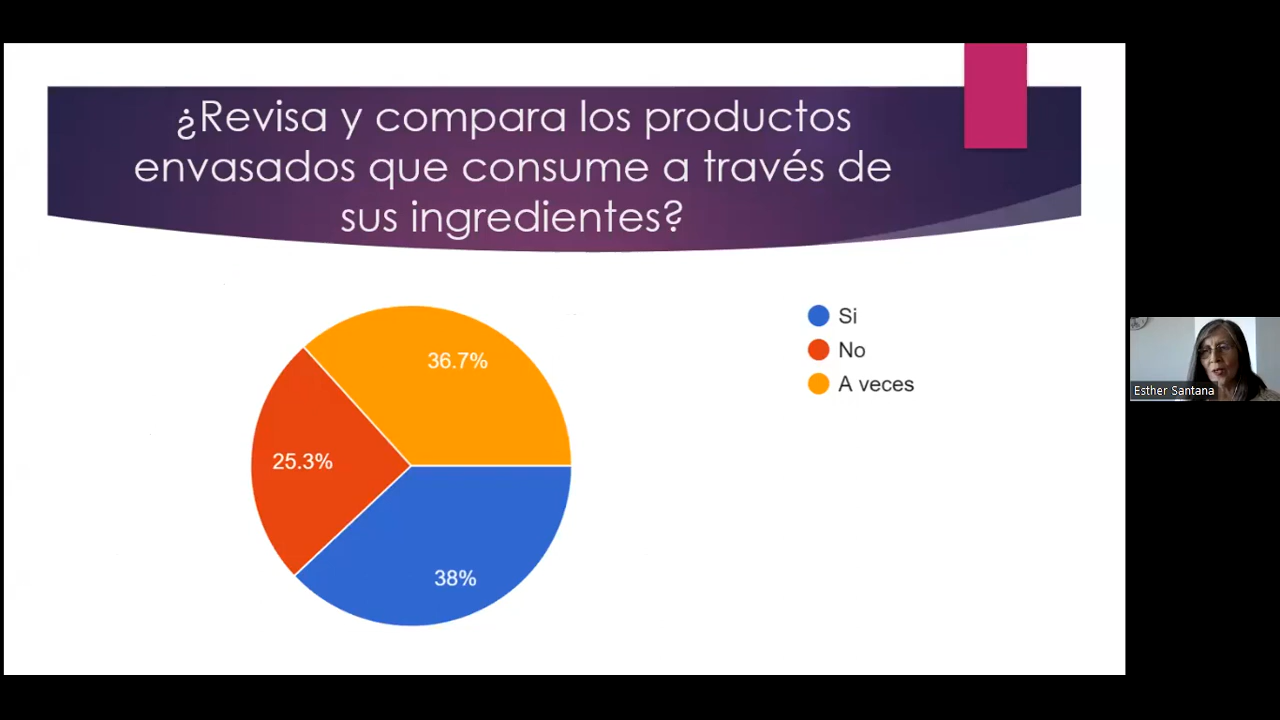 ¿Revisa y compara los productos
envasados que consume a través de
sus ingredientes?
Si
No
A veces
36.7%
25.3%
38%
Esther Santana